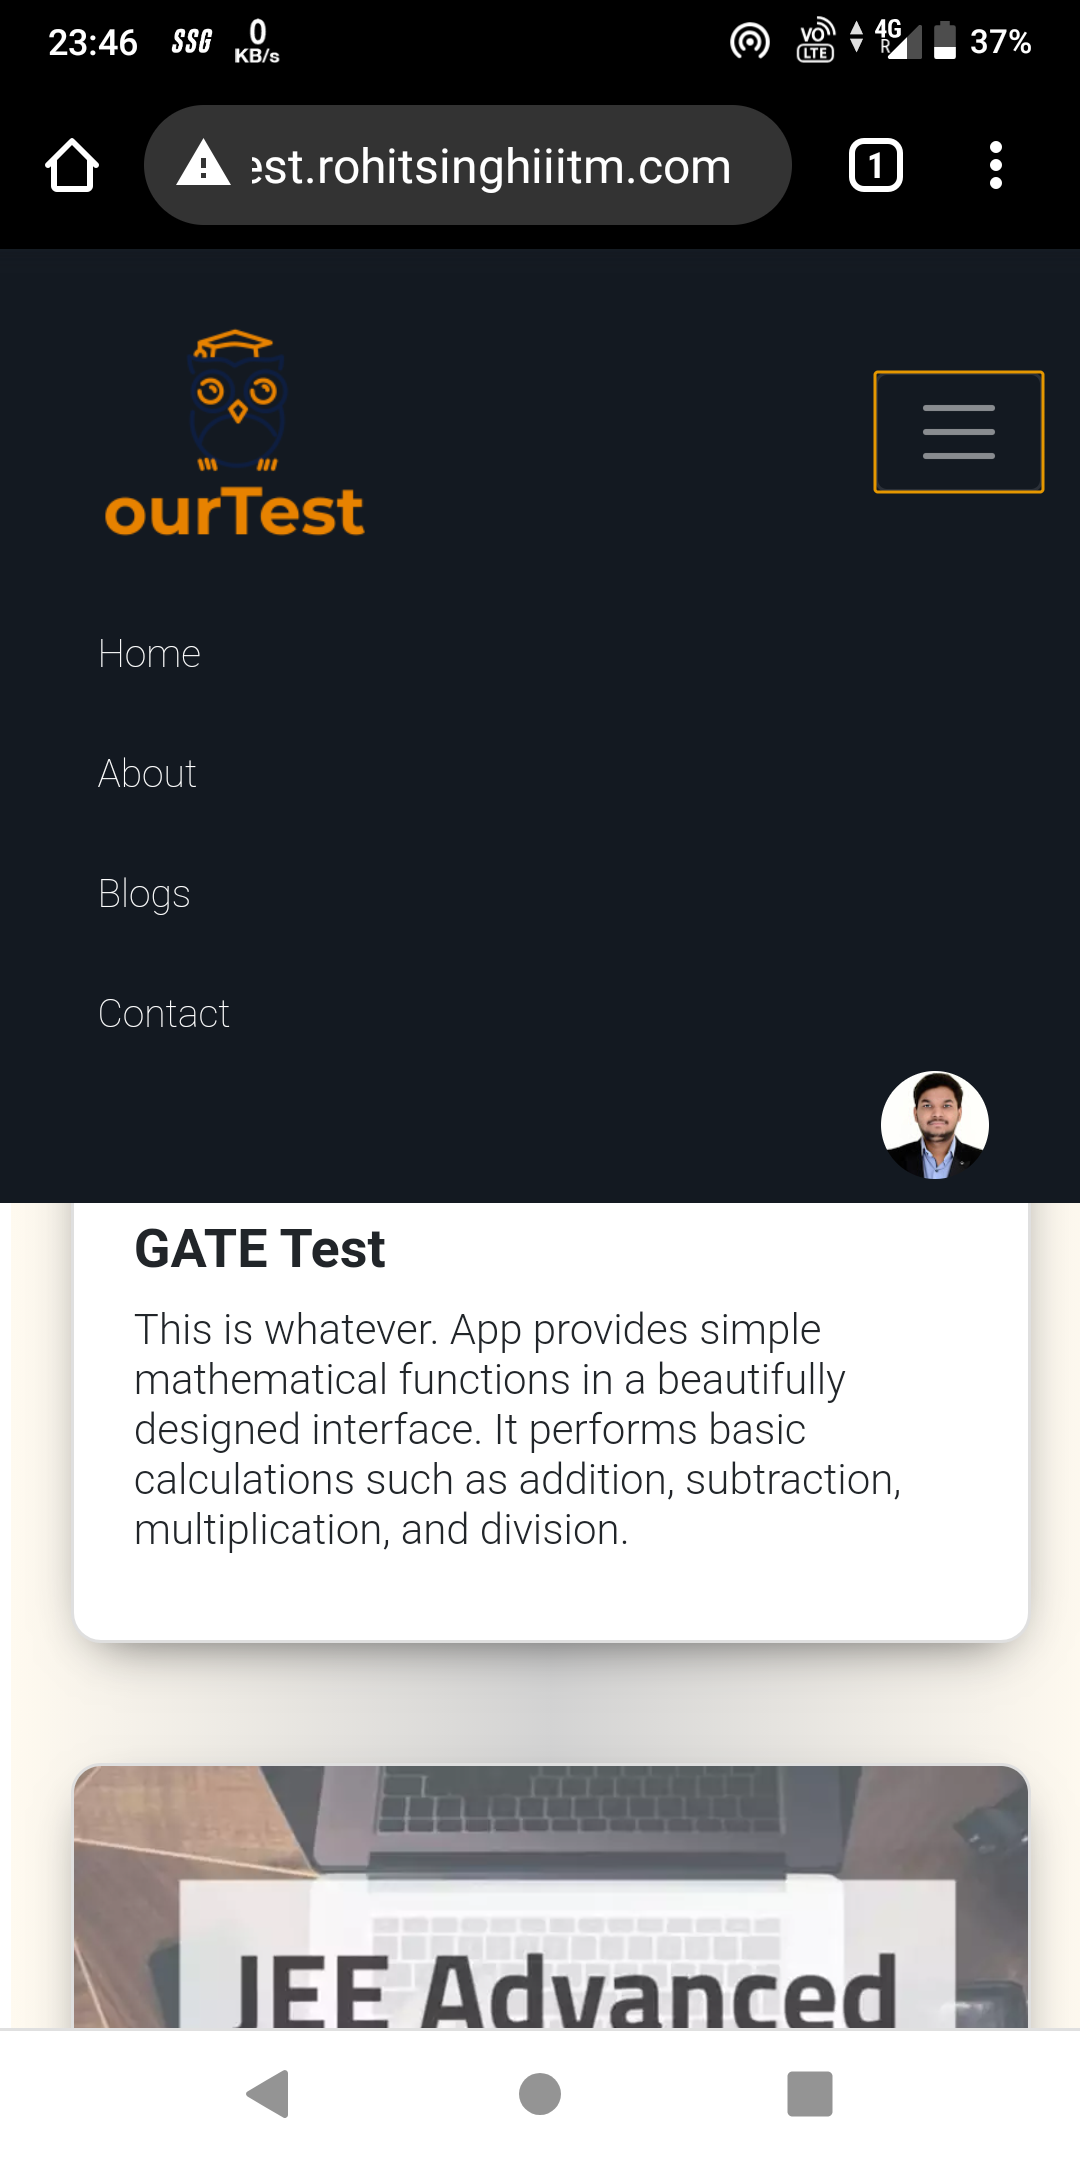 23:46 SSG 0 KB/s VO LTE 4G R 37%
est.rohitsinghiiitm.com 1
ourTest
Home
About
Blogs
Contact
GATE Test
This is whatever. App provides simple
mathematical functions in a beautifully
designed interface. It performs basic
calculations such as addition, subtraction,
multiplication, and division.
JEE Advanced